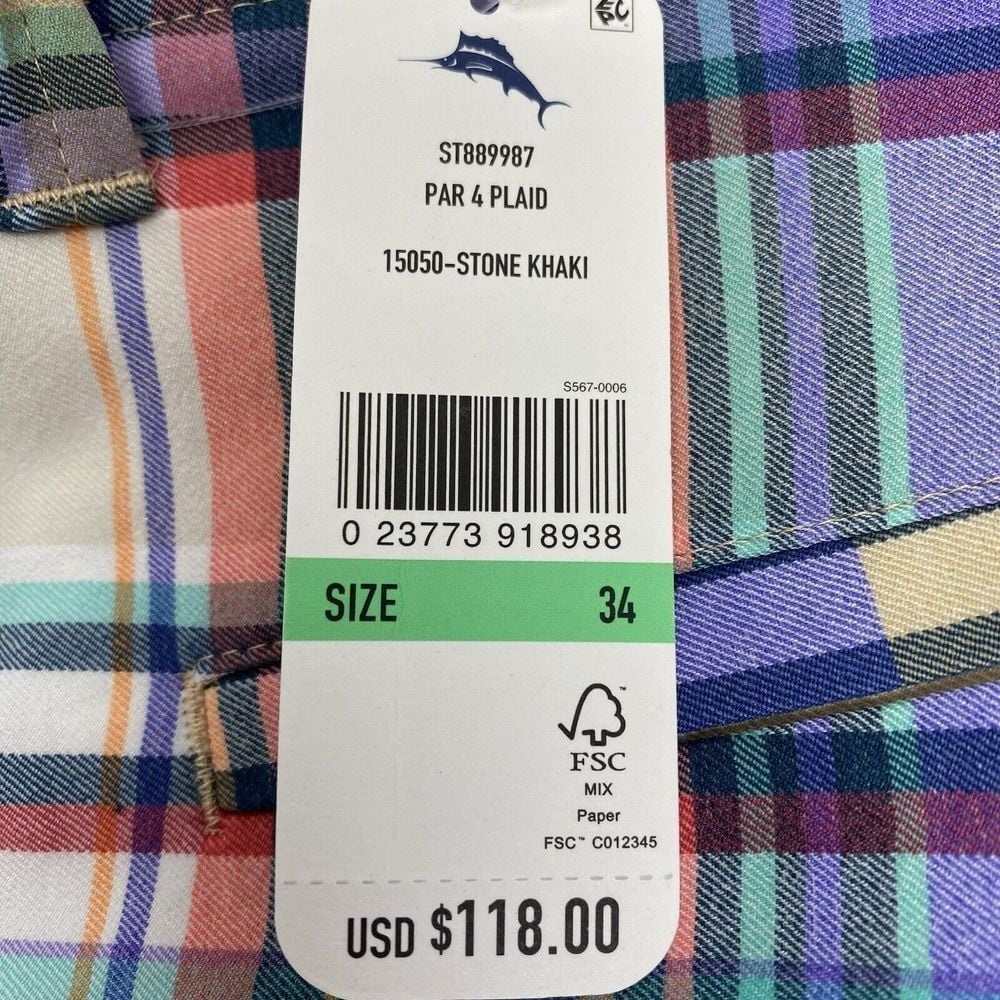 ST889987
PAR 4 PLAID
15050-STONE KHAKI
S567-0006
0 23773 918938
SIZE 34
™
FSC
MIX
Paper
FSC™ C012345
USD $118.00